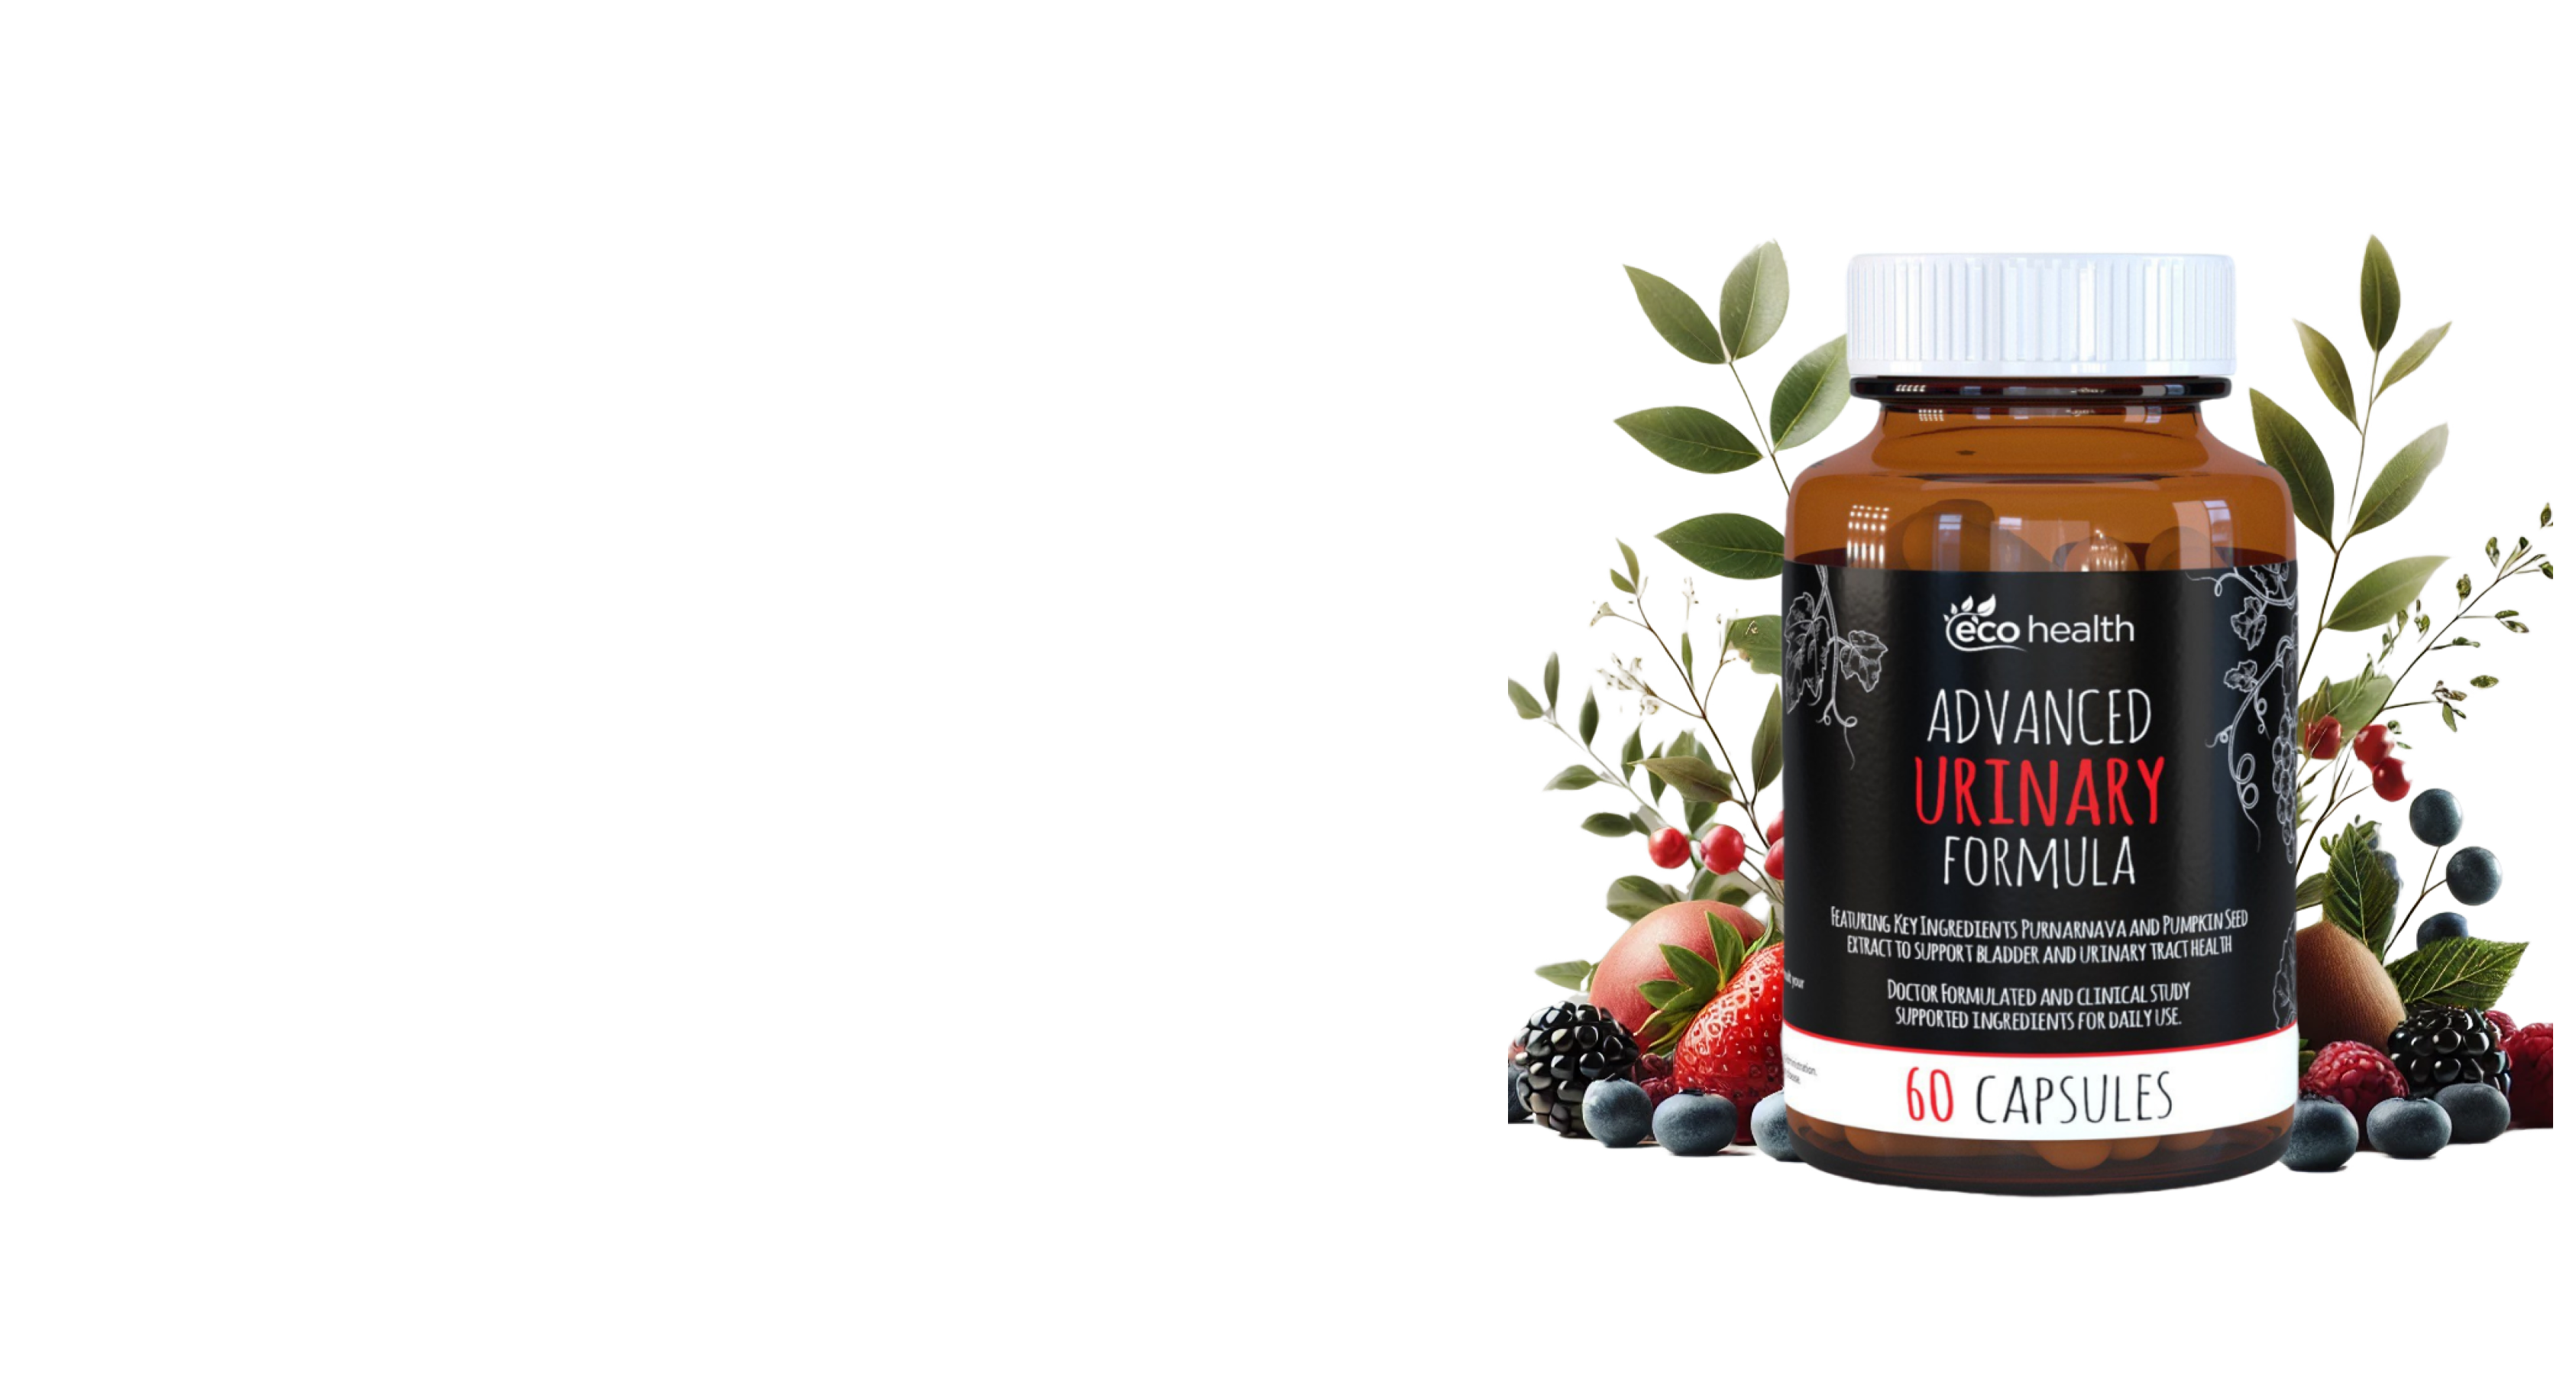 eco health
ADVANCED
URINARY
FORMULA
FEATURING KEY INGREDIENTS PURNARNAVA AND PUMPKIN SEED
EXTRACT TO SUPPORT BLADDER AND URINARY TRACT HEALTH
DOCTOR FORMULATED AND CLINICAL STUDY
SUPPORTED INGREDIENTS FOR DAILY USE.
your
60 CAPSULES